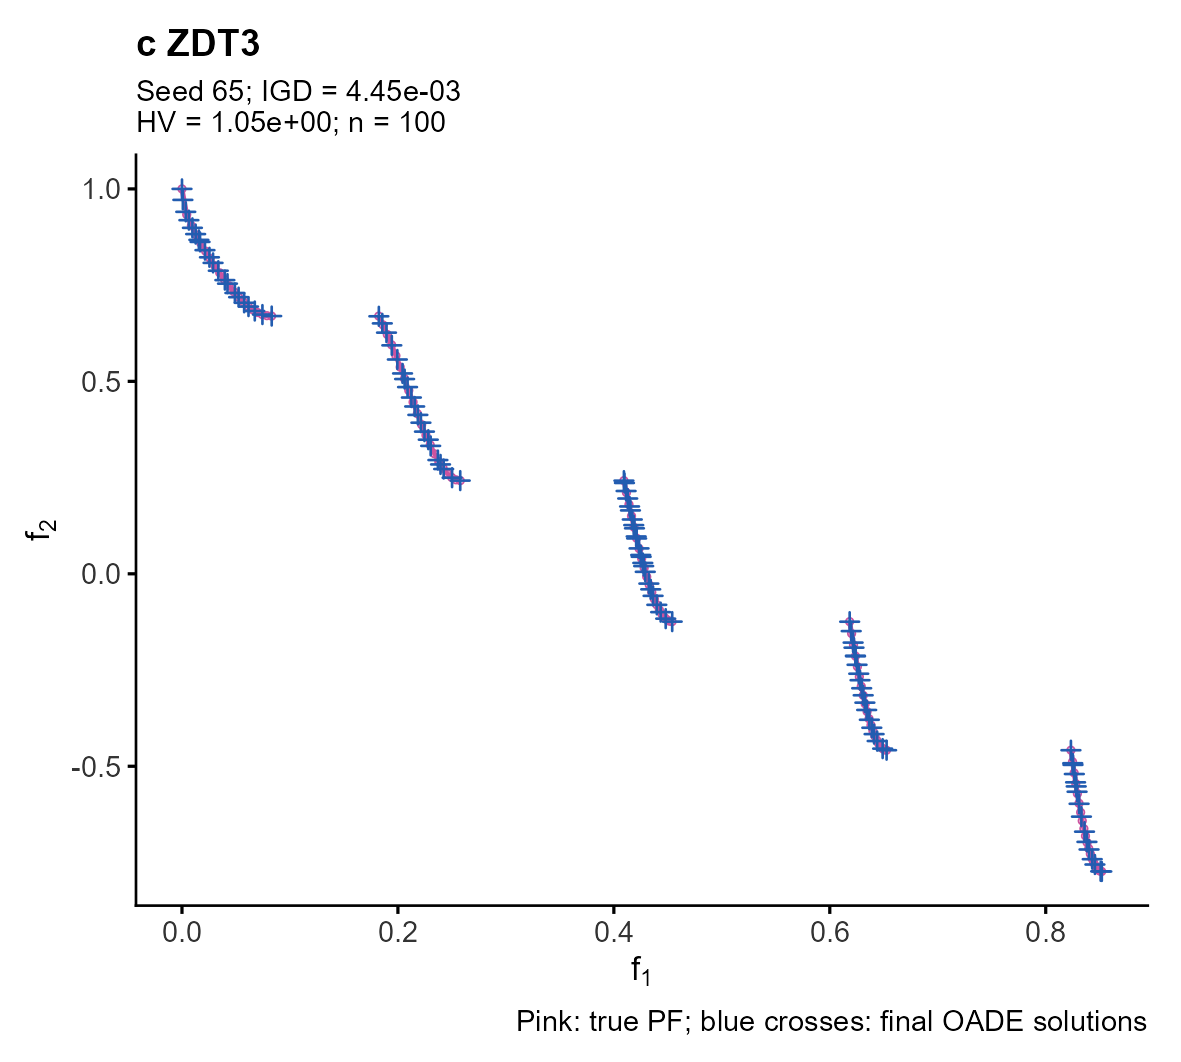 c ZDT3
Seed 65; IGD = 4.45e-03
HV = 1.05e+00; n = 100
1.0
0.5
0.0
-0.5
f2
0.0 0.2 0.4 0.6 0.8
f1
Pink: true PF; blue crosses: final OADE solutions